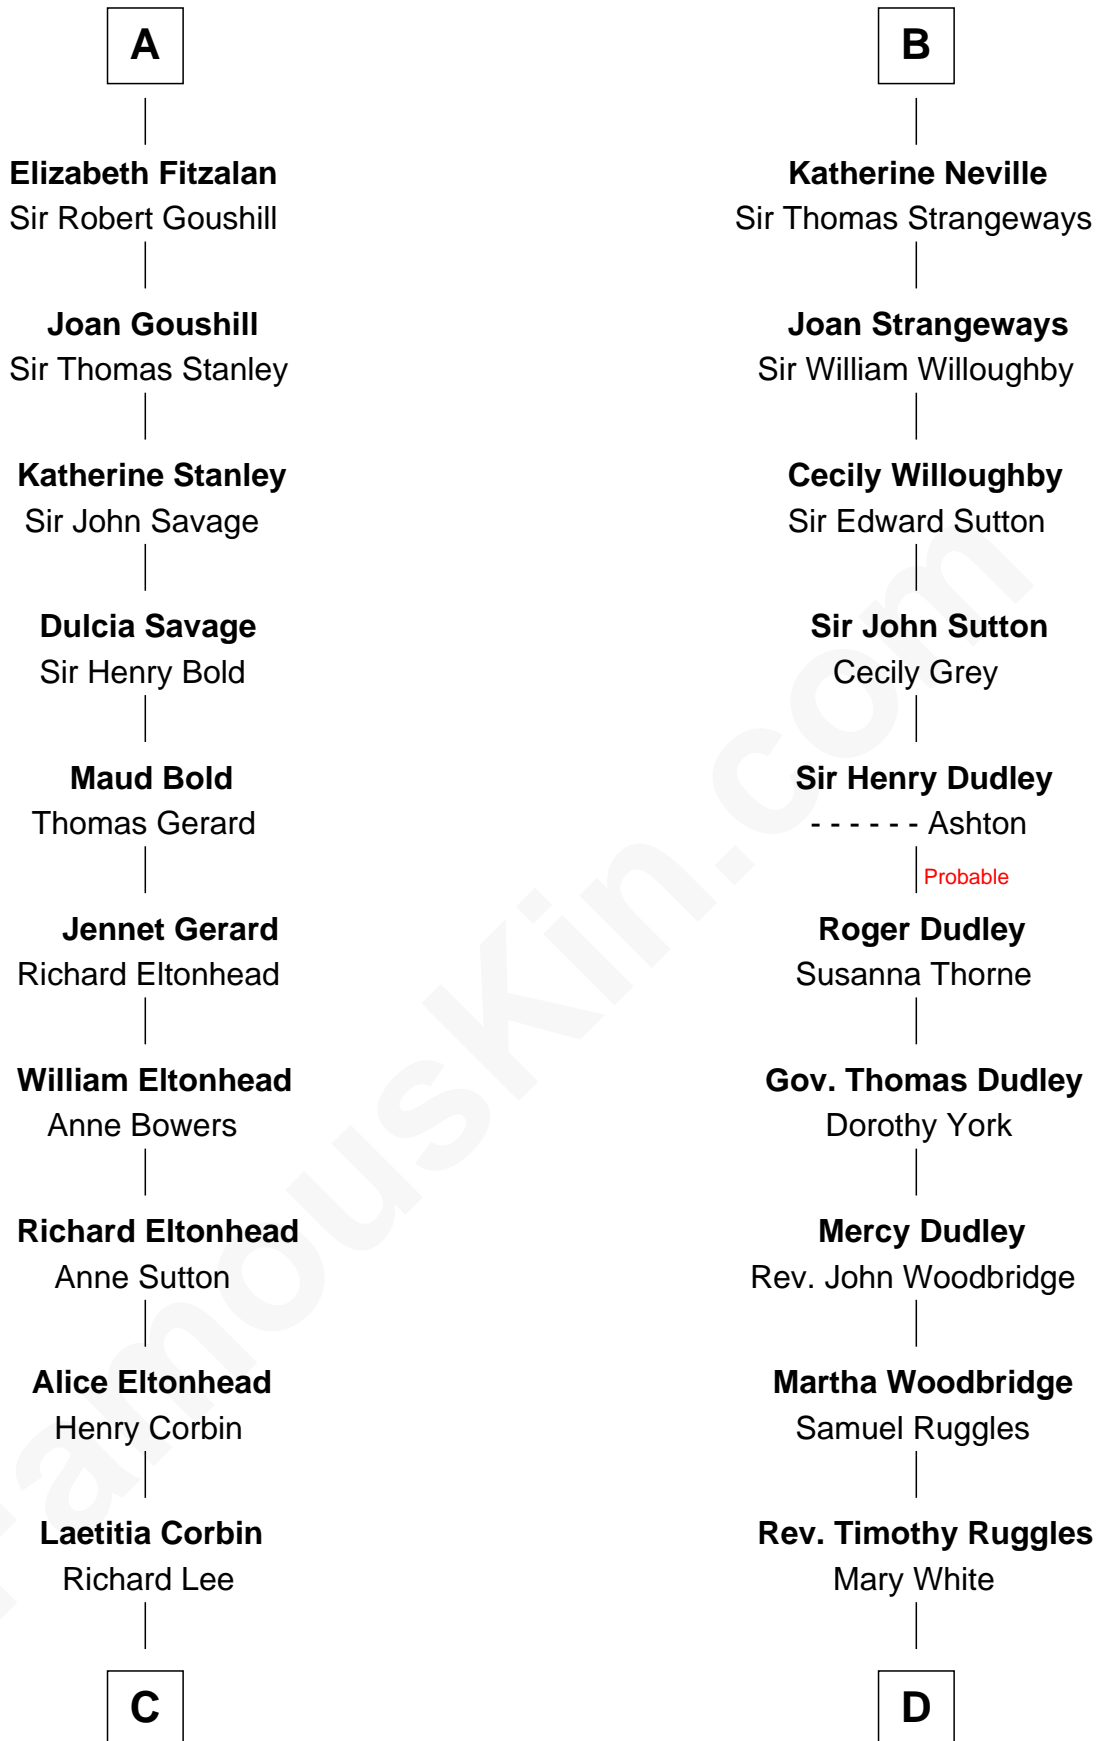 A
Elizabeth Fitzalan
Sir Robert Goushill
Joan Goushill
Sir Thomas Stanley
Katherine Stanley
Sir John Savage
Dulcia Savage
Sir Henry Bold
Maud Bold
Thomas Gerard
Jennet Gerard
Richard Eltonhead
William Eltonhead
Anne Bowers
Richard Eltonhead
Anne Sutton
Alice Eltonhead
Henry Corbin
Laetitia Corbin
Richard Lee
C
B
Katherine Neville
Sir Thomas Strangeways
Joan Strangeways
Sir William Willoughby
Cecily Willoughby
Sir Edward Sutton
Sir John Sutton
Cecily Grey
Sir Henry Dudley
- - - - - - Ashton
Probable
Roger Dudley
Susanna Thorne
Gov. Thomas Dudley
Dorothy York
Mercy Dudley
Rev. John Woodbridge
Martha Woodbridge
Samuel Ruggles
Rev. Timothy Ruggles
Mary White
D
FamousKin.com